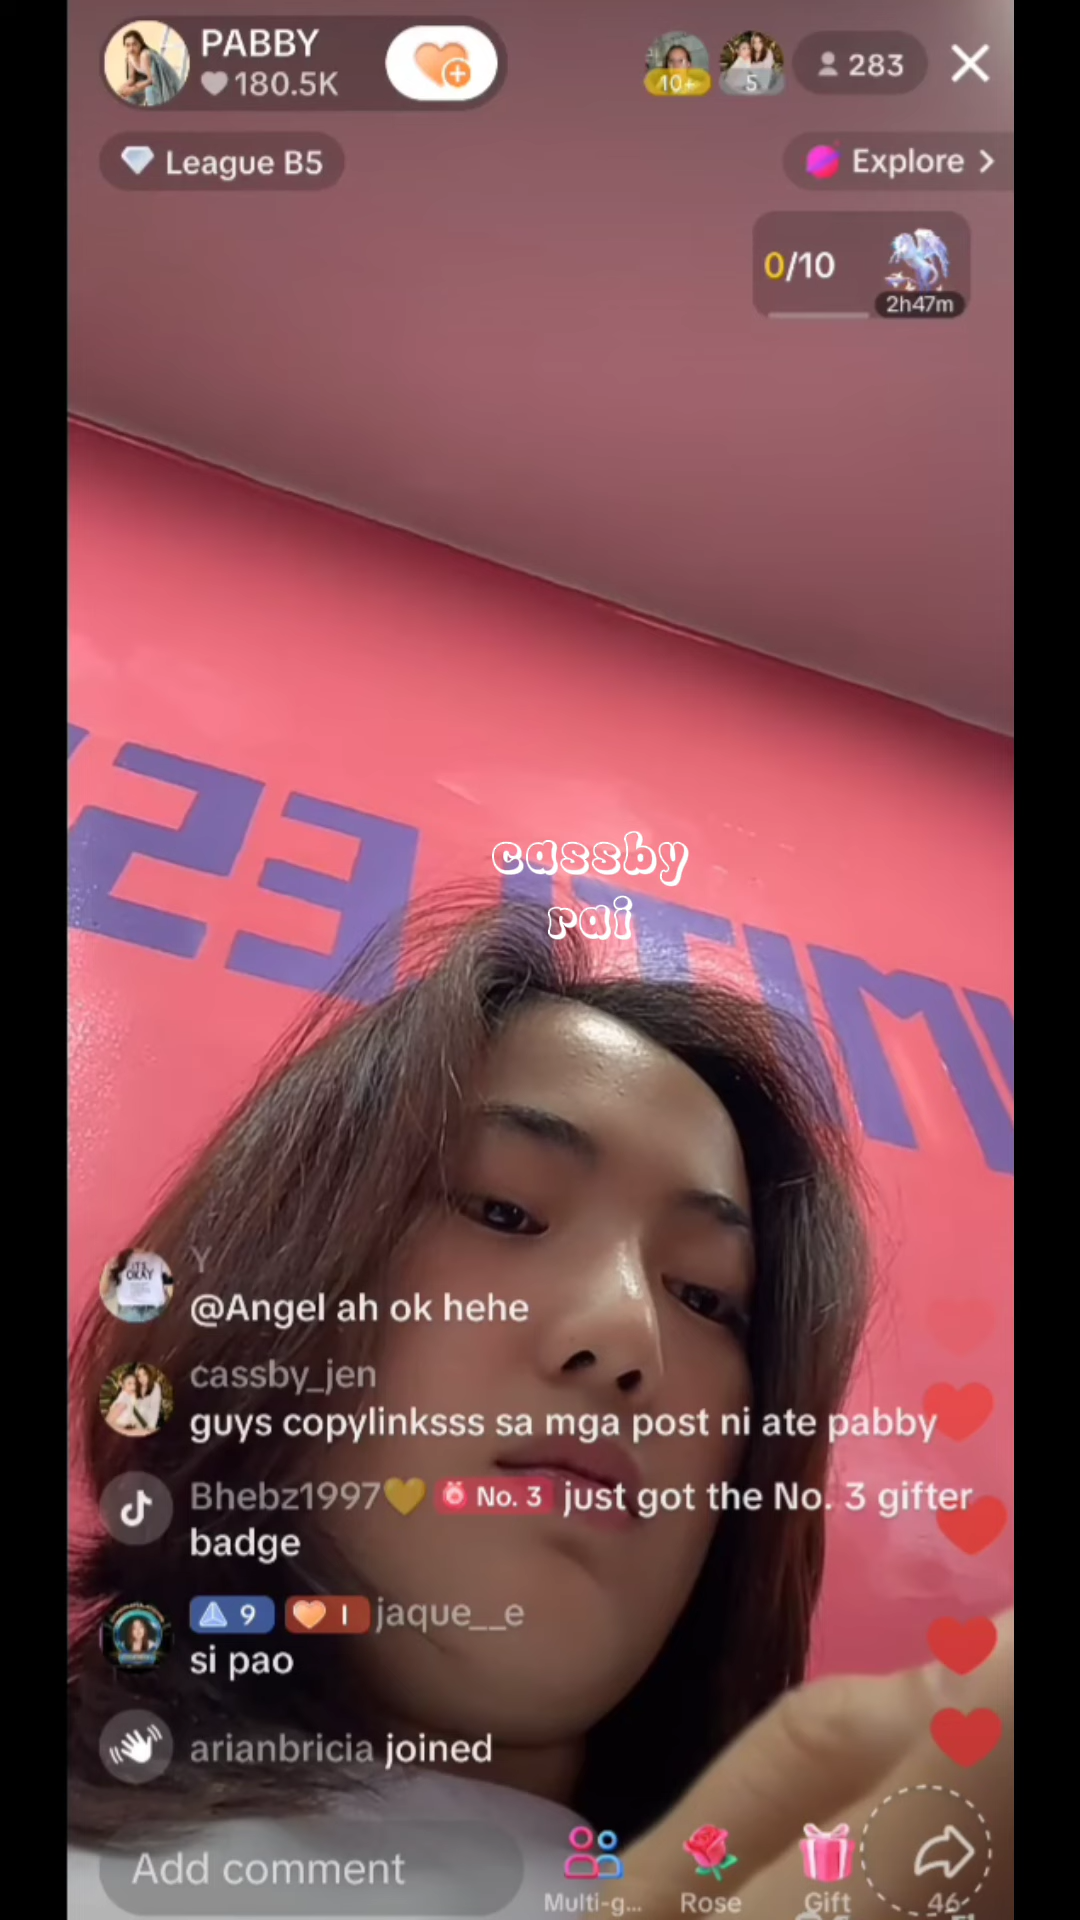 PABBY
180.5K
10+
5
283
League B5
Explore
0/10
2h47m
cassby
rai
ITS
OKAY
Y
@Angel ah ok hehe
cassby_jen
guys copylinksss sa mga post ni ate pabby
Bhebz1997💛 No. 3 just got the No. 3 gifter
badge
9 I jaque__e
si pao
arianbricia joined
Add comment
Multi-g...
Rose
Gift
46